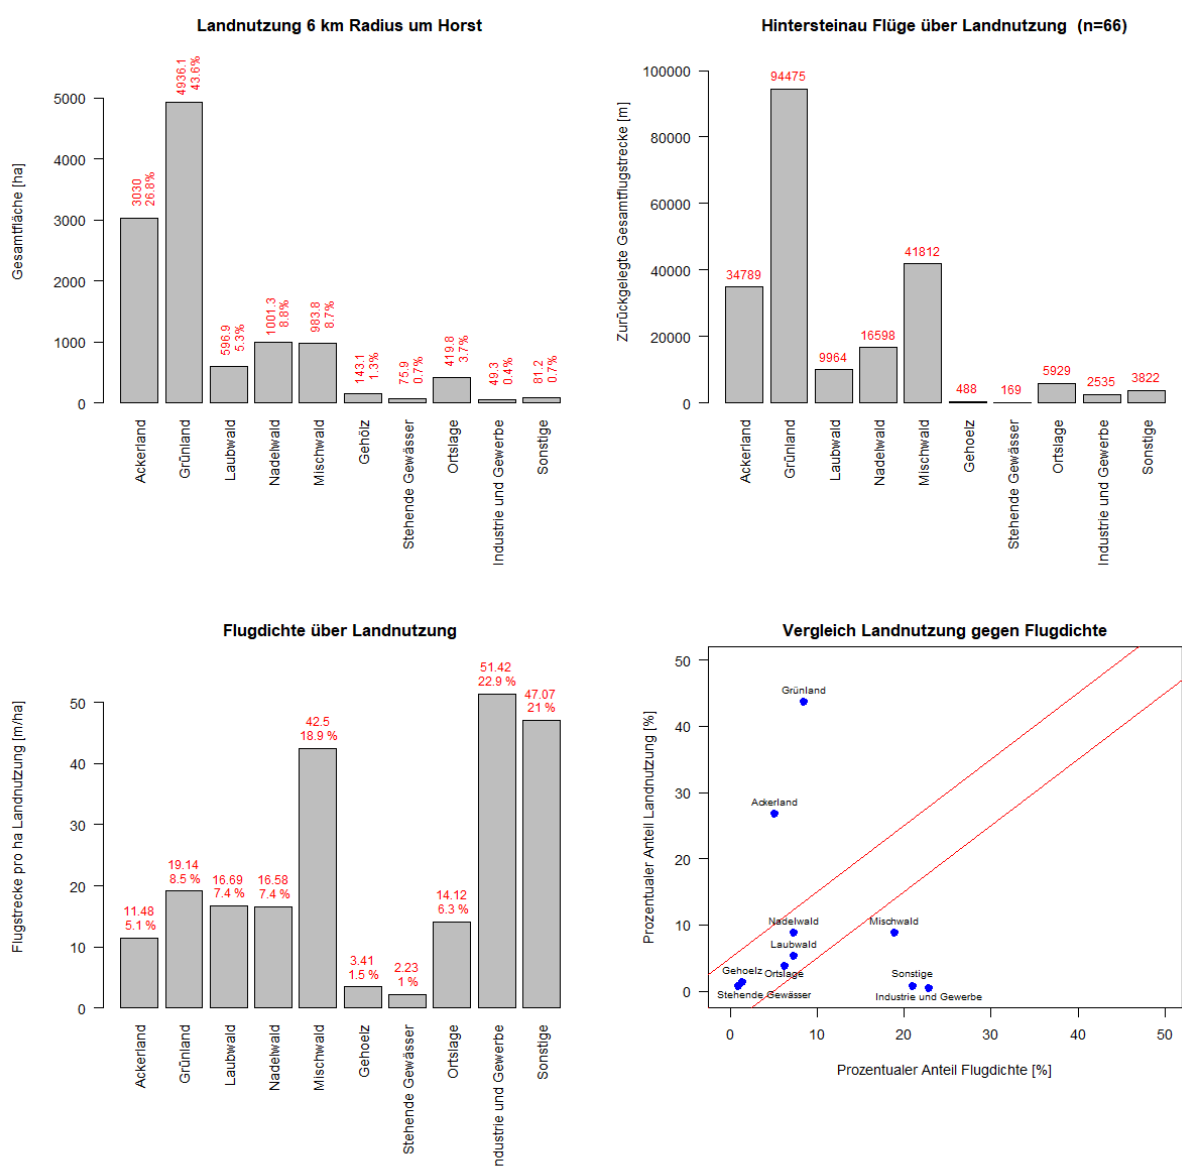 Landnutzung 6 km Radius um Horst
Gesamtfläche [ha]
5000
4000
3000
2000
1000
0
3030
26.8%
4936.1
43.6%
596.9
5.3%
1001.3
8.8%
983.8
8.7%
143.1
1.3%
75.9
0.7%
419.8
3.7%
49.3
0.4%
81.2
0.7%
Ackerland
Grünland
Laubwald
Nadelwald
Mischwald
Gehölz
Stehende Gewässer
Ortslage
Industrie und Gewerbe
Sonstige
Hintersteinau Flüge über Landnutzung (n=66)
Zurückgelegte Gesamtflugstrecke [m]
100000
80000
60000
40000
20000
0
34789
94475
9964
16598
41812
488
169
5929
2535
3822
Ackerland
Grünland
Laubwald
Nadelwald
Mischwald
Gehoelz
Stehende Gewässer
Ortslage
Industrie und Gewerbe
Sonstige
Flugdichte über Landnutzung
Flugstrecke pro ha Landnutzung [m/ha]
50
40
30
20
10
0
11.48
5.1 %
19.14
8.5 %
16.69
7.4 %
16.58
7.4 %
42.5
18.9 %
3.41
1.5 %
2.23
1 %
14.12
6.3 %
51.42
22.9 %
47.07
21 %
Ackerland
Grünland
Laubwald
Nadelwald
Mischwald
Gehoelz
Stehende Gewässer
Ortslage
ndustrie und Gewerbe
Sonstige
Vergleich Landnutzung gegen Flugdichte
Prozentualer Anteil Landnutzung [%]
50
40
30
20
10
0
Grünland
Ackerland
Nadelwald
Mischwald
Laubwald
Gehoelz
Ortslage
Sonstige
Stehende Gewässer
Industrie und Gewerbe
0
10
20
30
40
50
Prozentualer Anteil Flugdichte [%]